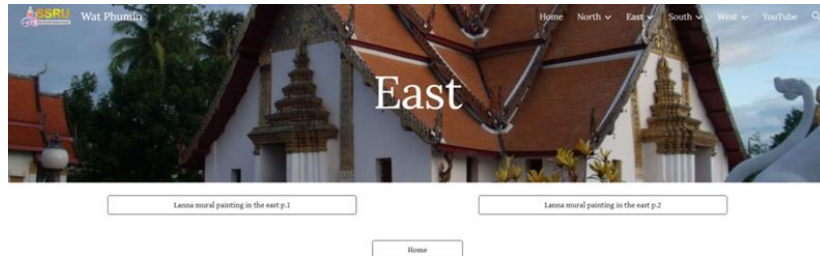 SSRU Wat Phumin Home North East South West YouTube
East
Lanna mural painting in the east p.1 Lanna mural painting in the east p.2
Home